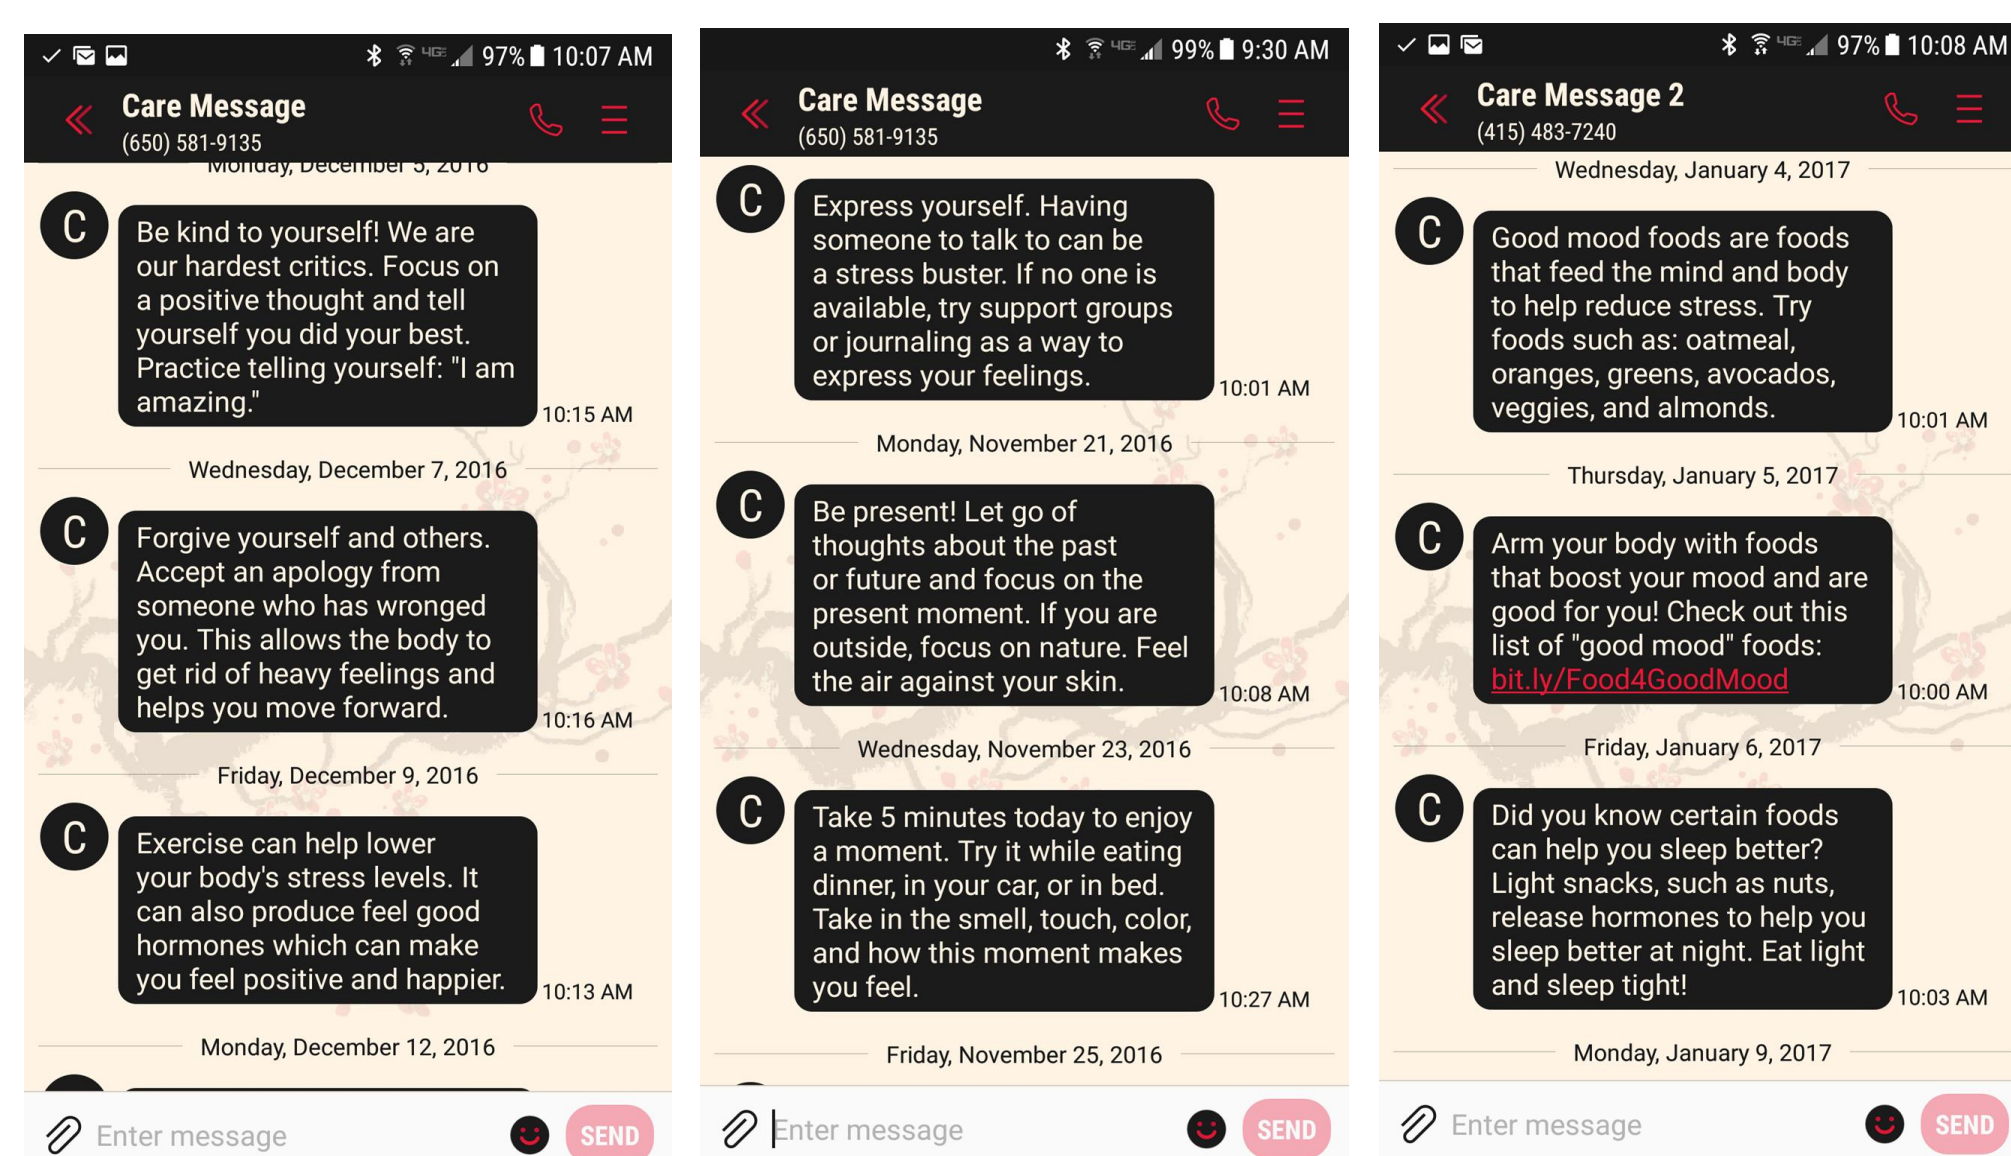 97% 10:07 AM
Care Message
(650) 581-9135
Monday, December 5, 2016
C
Be kind to yourself! We are
our hardest critics. Focus on
a positive thought and tell
yourself you did your best.
Practice telling yourself: "I am
amazing."
10:15 AM
Wednesday, December 7, 2016
C
Forgive yourself and others.
Accept an apology from
someone who has wronged
you. This allows the body to
get rid of heavy feelings and
helps you move forward.
10:16 AM
Friday, December 9, 2016
C
Exercise can help lower
your body's stress levels. It
can also produce feel good
hormones which can make
you feel positive and happier.
10:13 AM
Monday, December 12, 2016
Enter message
SEND
4GE 99% 9:30 AM
Care Message
(650) 581-9135
C
Express yourself. Having
someone to talk to can be
a stress buster. If no one is
available, try support groups
or journaling as a way to
express your feelings.
10:01 AM
Monday, November 21, 2016
C
Be present! Let go of
thoughts about the past
or future and focus on the
present moment. If you are
outside, focus on nature. Feel
the air against your skin.
10:08 AM
Wednesday, November 23, 2016
C
Take 5 minutes today to enjoy
a moment. Try it while eating
dinner, in your car, or in bed.
Take in the smell, touch, color,
and how this moment makes
you feel.
10:27 AM
Friday, November 25, 2016
Enter message
SEND
97% 10:08 AM
Care Message 2
(415) 483-7240
Wednesday, January 4, 2017
C
Good mood foods are foods
that feed the mind and body
to help reduce stress. Try
foods such as: oatmeal,
oranges, greens, avocados,
veggies, and almonds.
10:01 AM
Thursday, January 5, 2017
C
Arm your body with foods
that boost your mood and are
good for you! Check out this
list of "good mood" foods:
bit.ly/Food4GoodMood
10:00 AM
Friday, January 6, 2017
C
Did you know certain foods
can help you sleep better?
Light snacks, such as nuts,
release hormones to help you
sleep better at night. Eat light
and sleep tight!
10:03 AM
Monday, January 9, 2017
Enter message
SEND